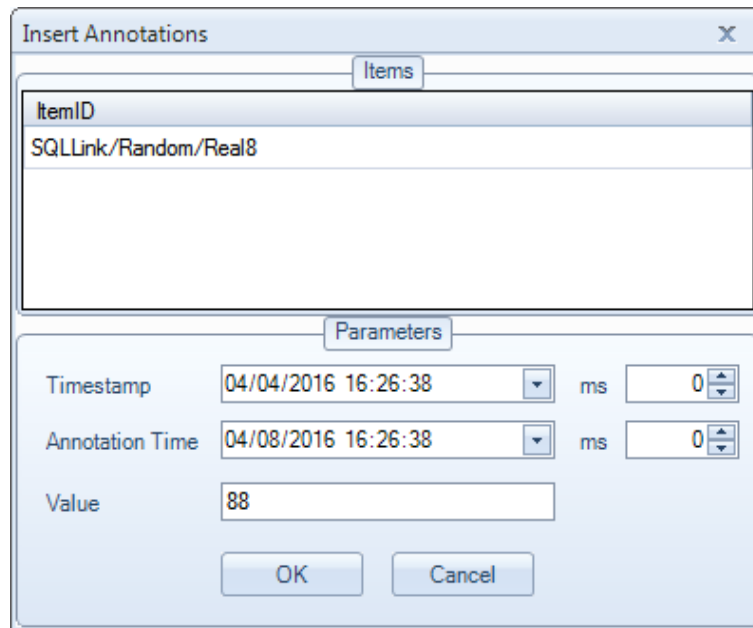 Insert Annotations
Items
ItemID
SQLLink/Random/Real8
Parameters
Timestamp 04/04/2016 16:26:38 ms 0
Annotation Time 04/08/2016 16:26:38 ms 0
Value 88
OK Cancel